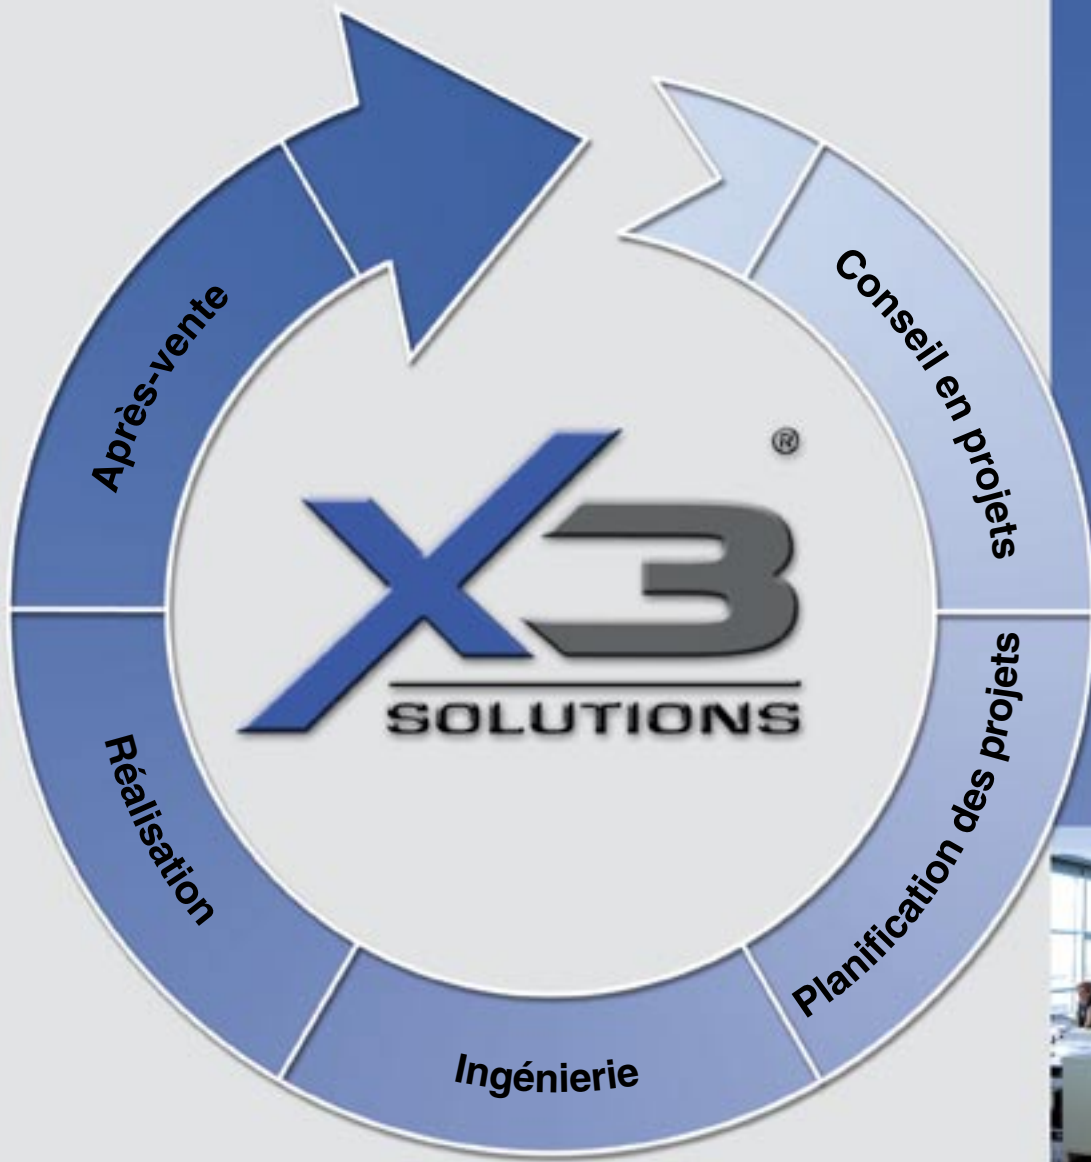 Conseil en projets
Planification des projets
Ingénierie
Réalisation
Après-vente
X3
®
SOLUTIONS